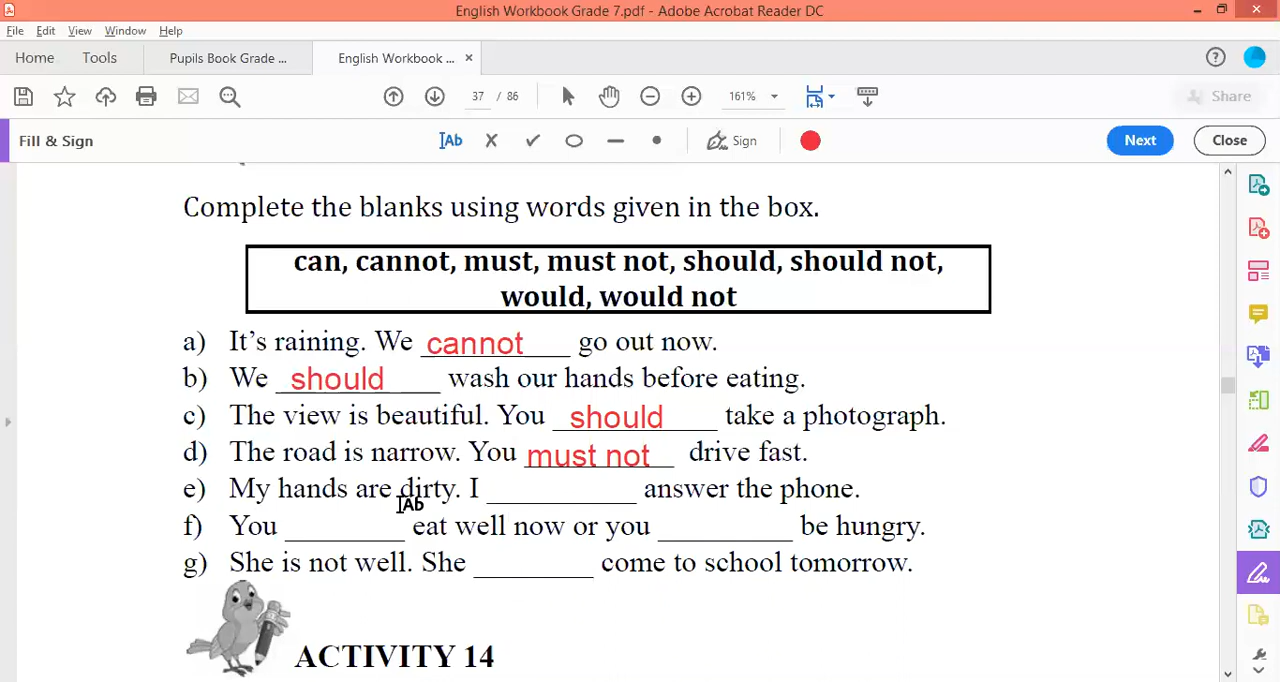 English Workbook Grade 7.pdf - Adobe Acrobat Reader DC
File Edit View Window Help
Home Tools Pupils Book Grade ... English Workbook ... ×
37 / 86 161% Share
Fill & Sign Ab Sign Next Close
Complete the blanks using words given in the box.
can, cannot, must, must not, should, should not,
would, would not
a) It's raining. We cannot go out now.
b) We should wash our hands before eating.
c) The view is beautiful. You should take a photograph.
d) The road is narrow. You must not drive fast.
e) My hands are dirty. I ____________ answer the phone.
Ab
f) You __________ eat well now or you ___________ be hungry.
g) She is not well. She __________ come to school tomorrow.
ACTIVITY 14